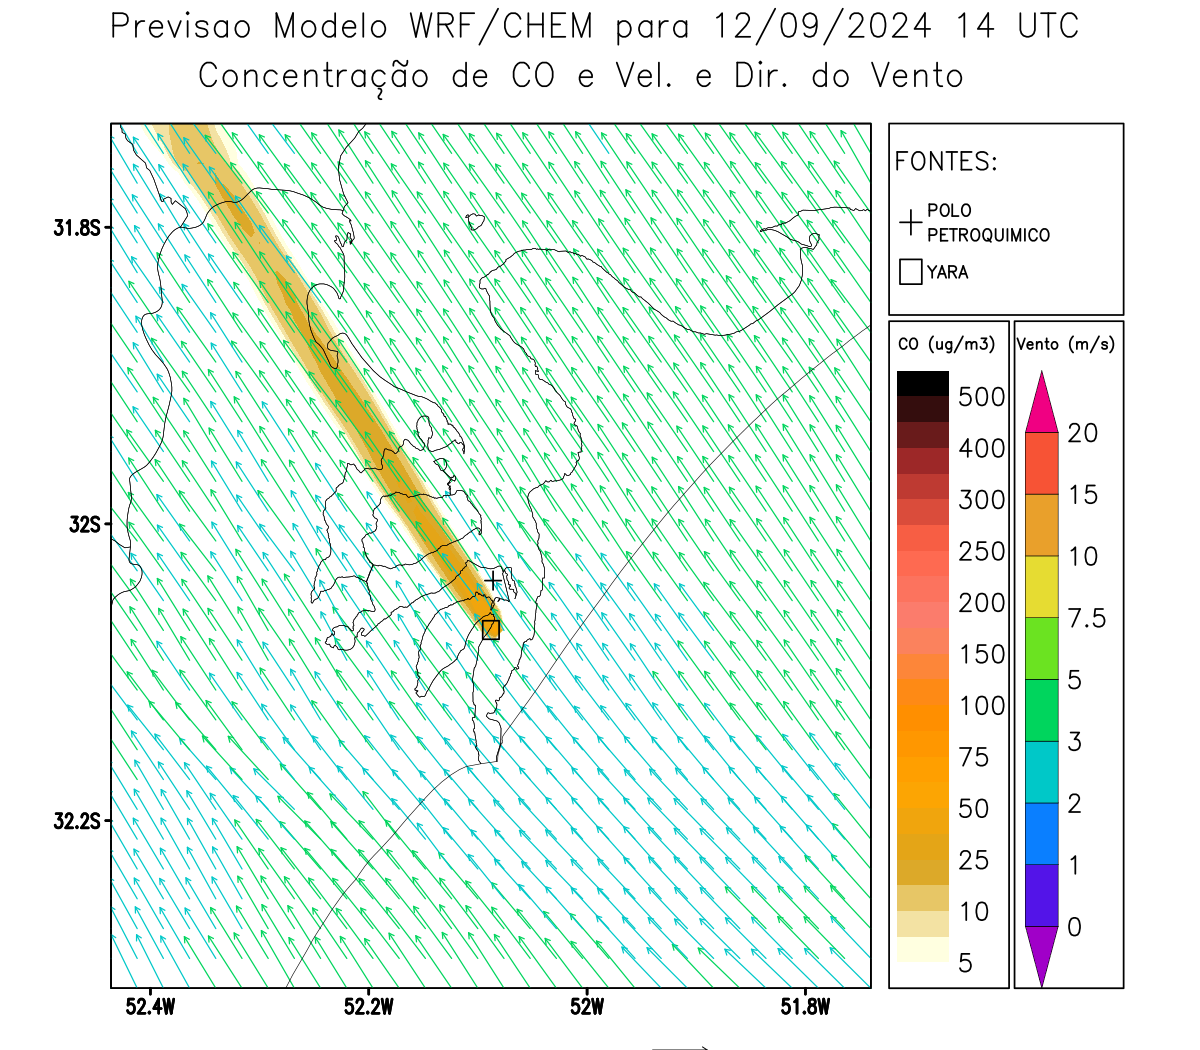 Previsao Modelo WRF/CHEM para 12/09/2024 14 UTC
Concentração de CO e Vel. e Dir. do Vento
FONTES:
POLO
PETROQUIMICO
YARA
CO (ug/m3)
500
400
300
250
200
150
100
75
50
25
10
5
Vento (m/s)
20
15
10
7.5
5
3
2
1
0
31.8S
32S
32.2S
52.4W
52.2W
52W
51.8W